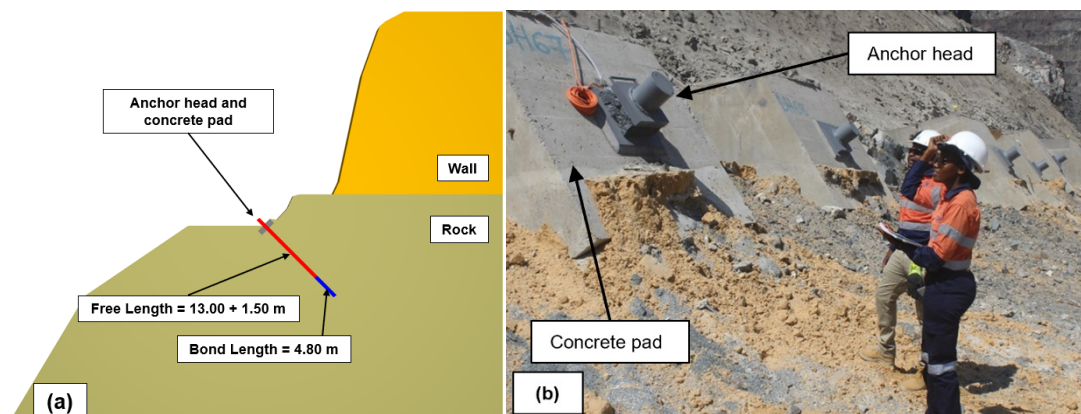 Anchor head and
concrete pad
Wall
Rock
Free Length = 13.00 + 1.50 m
Bond Length = 4.80 m
(a)
Anchor head
Concrete pad
(b)